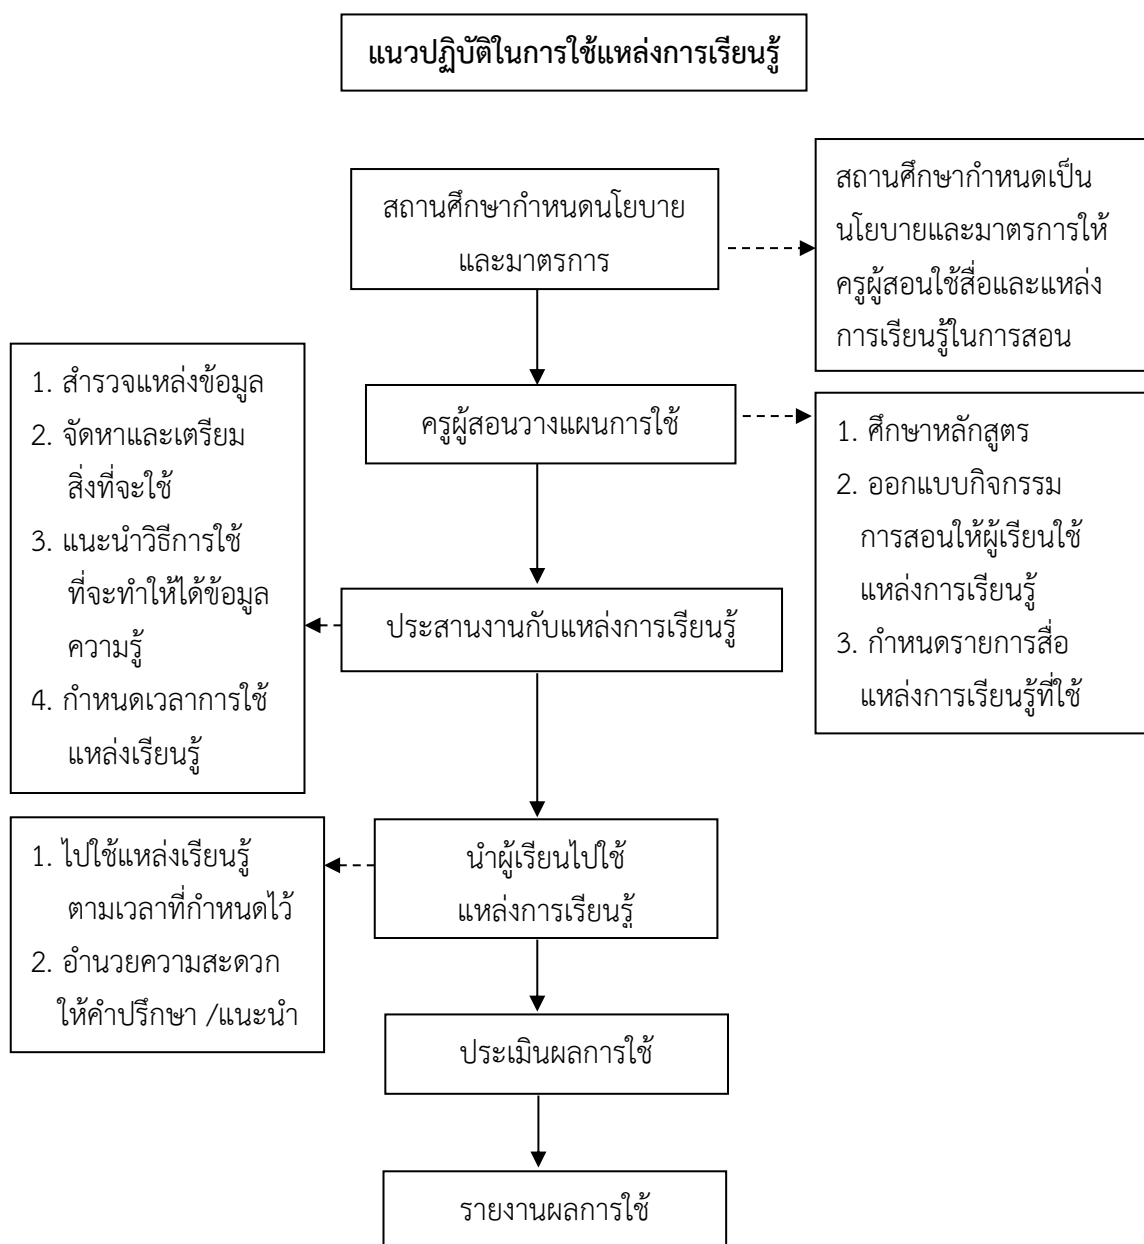 แนวปฏิบัติในการใช้แหล่งการเรียนรู้
สถานศึกษากำหนดนโยบาย
และมาตรการ
สถานศึกษากำหนดเป็น
นโยบายและมาตรการให้
ครูผู้สอนใช้สื่อและแหล่ง
การเรียนรู้ในการสอน
ครูผู้สอนวางแผนการใช้
1. ศึกษาหลักสูตร
2. ออกแบบกิจกรรม
การสอนให้ผู้เรียนใช้
แหล่งการเรียนรู้
3. กำหนดรายการสื่อ
แหล่งการเรียนรู้ที่ใช้
1. สำรวจแหล่งข้อมูล
2. จัดหาและเตรียม
สิ่งที่จะใช้
3. แนะนำวิธีการใช้
ที่จะทำให้ได้ข้อมูล
ความรู้
4. กำหนดเวลาการใช้
แหล่งเรียนรู้
ประสานงานกับแหล่งการเรียนรู้
1. ไปใช้แหล่งเรียนรู้
ตามเวลาที่กำหนดไว้
2. อำนวยความสะดวก
ให้คำปรึกษา /แนะนำ
นำผู้เรียนไปใช้
แหล่งการเรียนรู้
ประเมินผลการใช้
รายงานผลการใช้